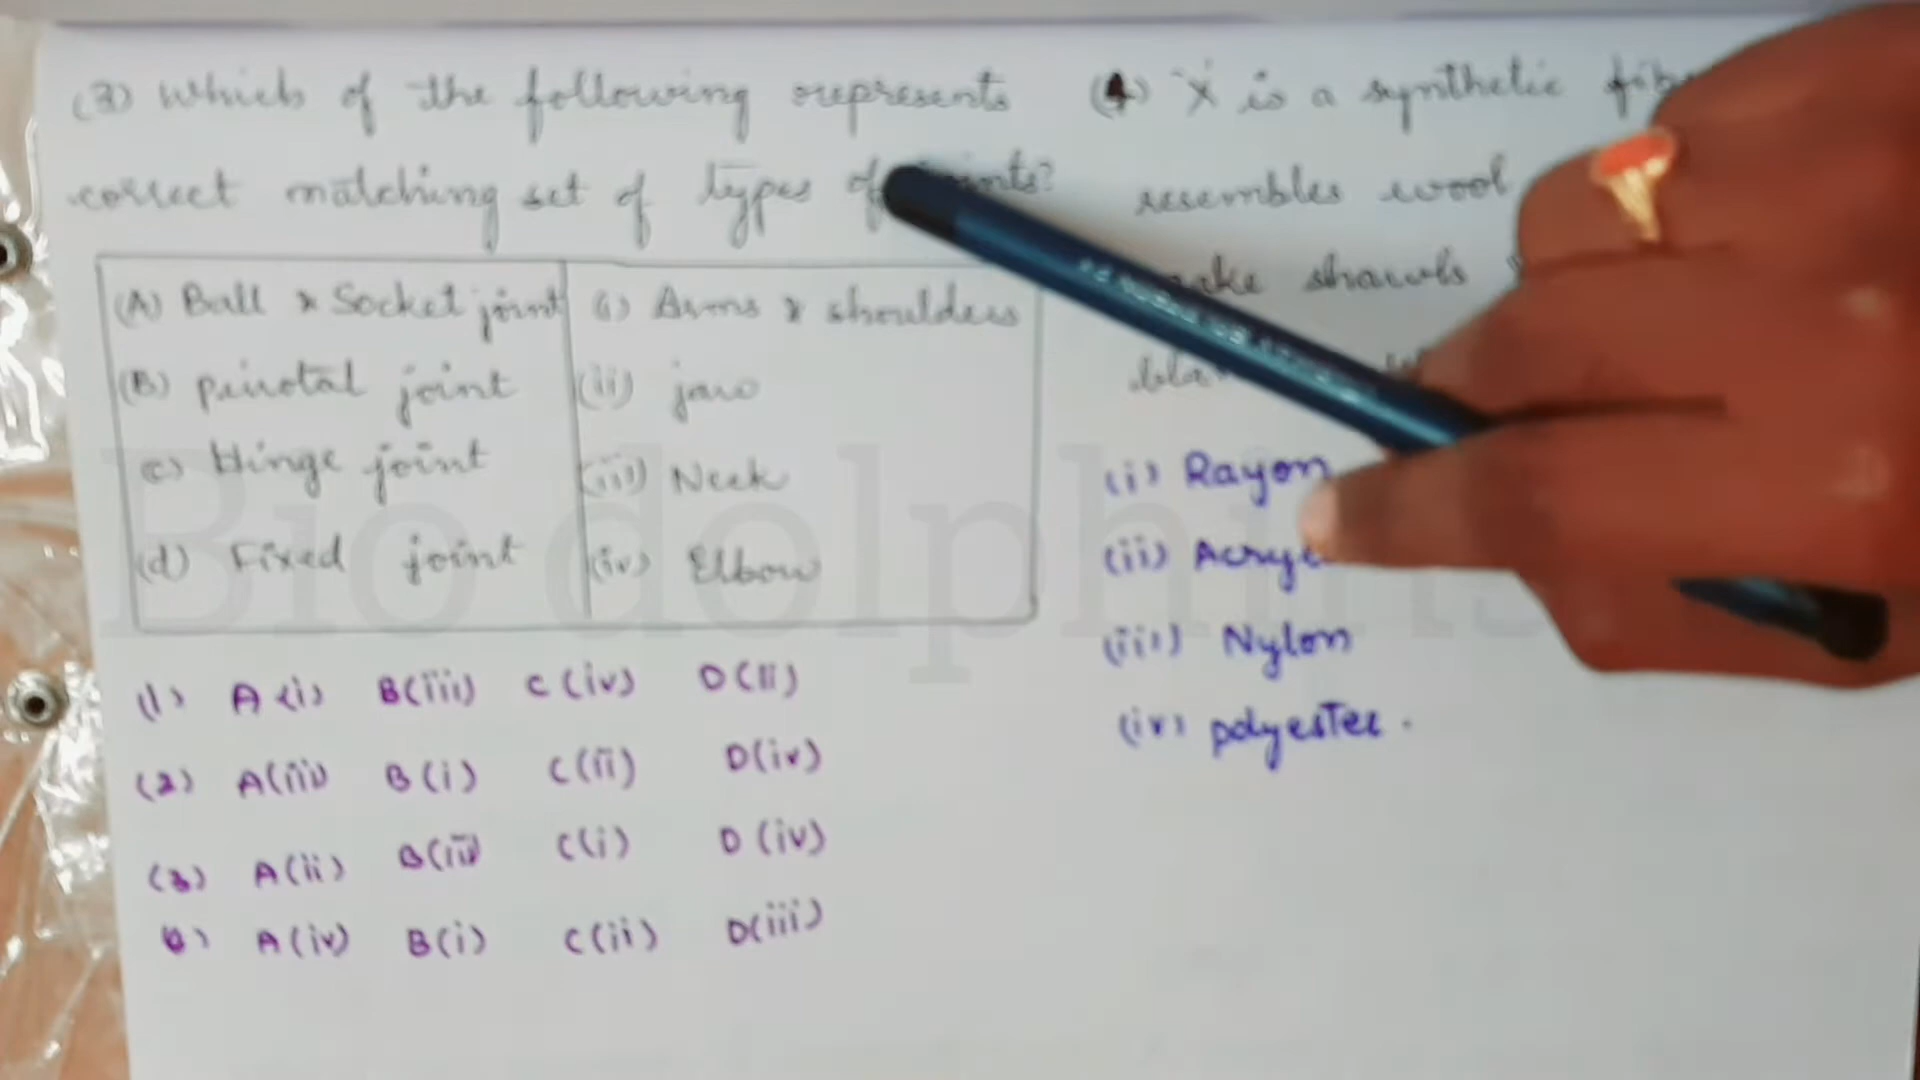 (3) Which of the following represents
correct matching set of types of
(A) Ball & Socket joint (i) Arms & shoulders
(B) pivotal joint (ii) jaw
(c) Hinge joint (iii) Neck
(d) Fixed joint (iv) Elbow
(1) A (i) B(iii) C (iv) D (ii)
(2) A(iii) B (i) C (ii) D(iv)
(3) A(ii) B(iii) C(i) D (iv)
A(iv) B(i) C(ii) D(iii)
(4) 'X' is a synthetic
resembles wool
shawls
(i) Rayon
(ii)
(iii) Nylon
(iv) polyester.
Bio dolphins